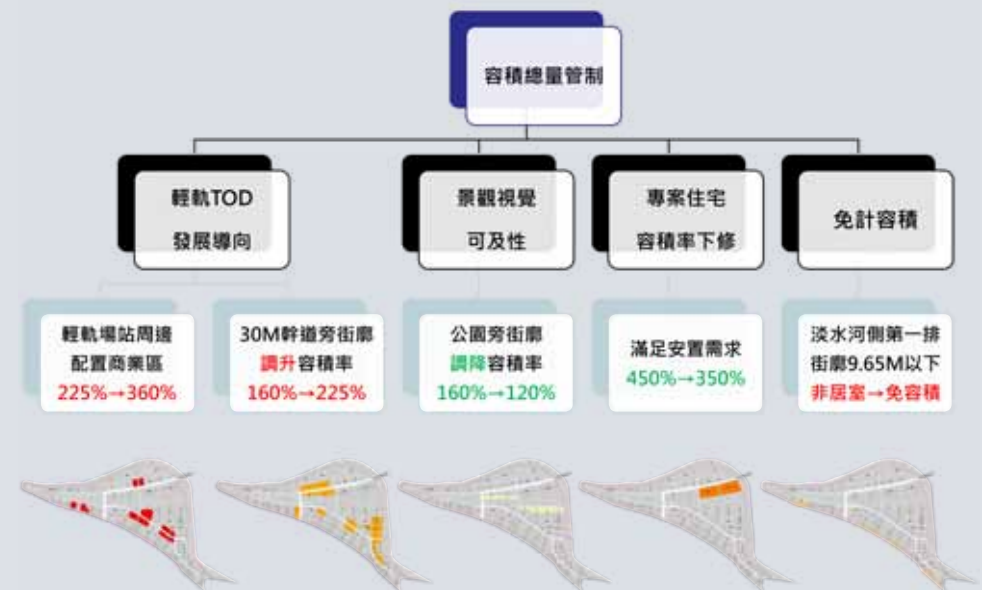 容積總量管制
輕軌TOD
發展導向
景觀視覺
可及性
專案住宅
容積率下修
免計容積
輕軌場站周邊
配置商業區
225%→360%
30M幹道旁街廓
調升容積率
160%→225%
公園旁街廓
調降容積率
160%→120%
滿足安置需求
450%→350%
淡水河側第一排
街廓9.65M以下
非居室→免容積